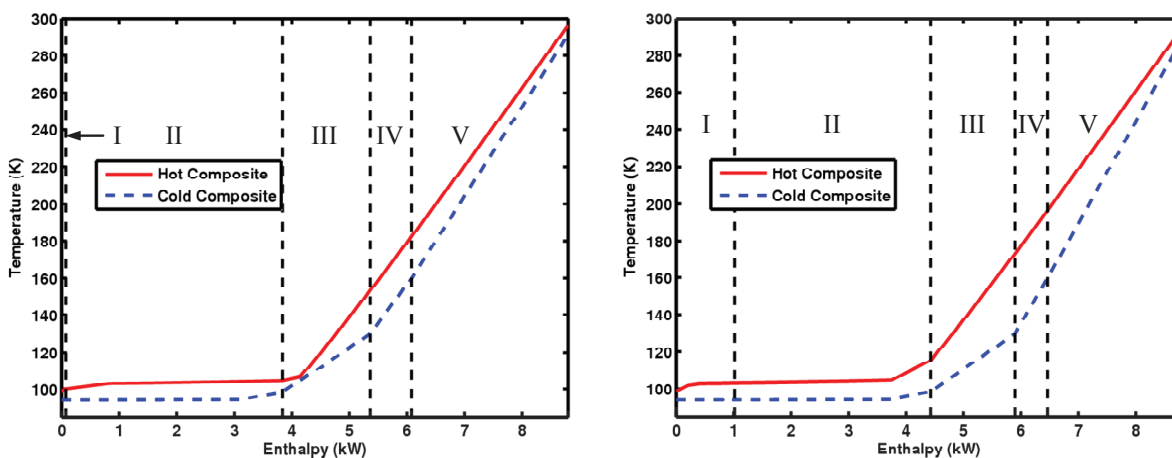 300
280
260
240
220
200
180
160
140
120
100
Temperature (K)
I II III IV V
Hot Composite
Cold Composite
0 1 2 3 4 5 6 7 8
Enthalpy (kW)
300
280
260
240
220
200
180
160
140
120
100
Temperature (K)
I II III IV V
Hot Composite
Cold Composite
0 1 2 3 4 5 6 7 8
Enthalpy (kW)